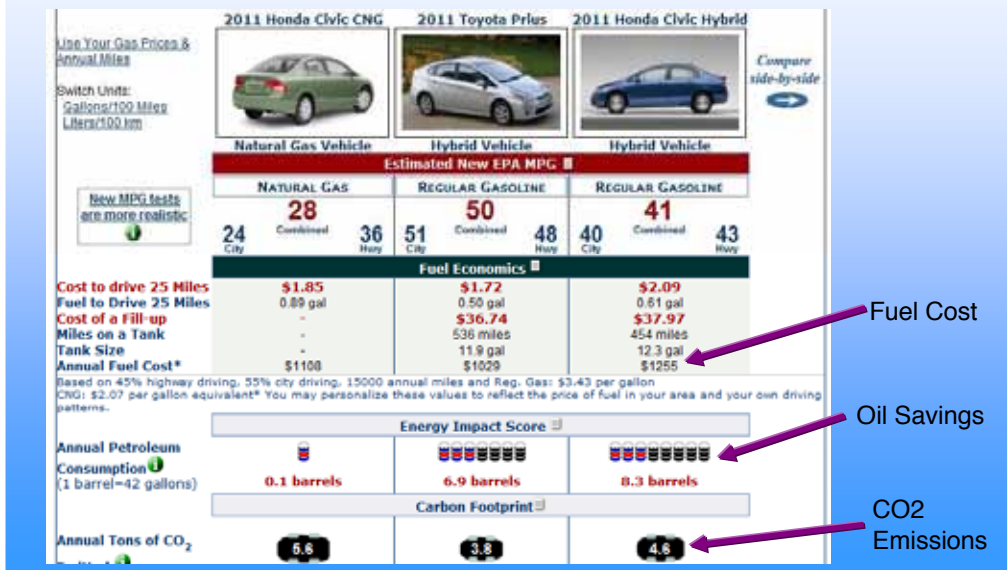 2011 Honda Civic CNG 2011 Toyota Prius 2011 Honda Civic Hybrid
Use Your Gas Prices &
Annual Miles
Compare
side-by-side
Switch Units:
Gallons/100 Miles
Liters/100 km
Natural Gas Vehicle Hybrid Vehicle Hybrid Vehicle
Estimated New EPA MPG
New MPG tests
are more realistic
NATURAL GAS REGULAR GASOLINE REGULAR GASOLINE
28 50 41
24 Combined 36 51 Combined 48 40 Combined 43
City Hwy City Hwy City Hwy
Fuel Economics
Cost to drive 25 Miles $1.85 $1.72 $2.09
Fuel to Drive 25 Miles 0.89 gal 0.50 gal 0.61 gal
Cost of a Fill-up - $36.74 $37.97
Miles on a Tank - 536 miles 454 miles
Tank Size - 11.9 gal 12.3 gal
Annual Fuel Cost* $1108 $1029 $1255
Fuel Cost
Based on 45% highway driving, 55% city driving, 15000 annual miles and Reg. Gas: $3.43 per gallon
CNG: $2.07 per gallon equivalent* You may personalize these values to reflect the price of fuel in your area and your own driving
patterns.
Energy Impact Score
Annual Petroleum
Consumption
(1 barrel=42 gallons) 0.1 barrels 6.9 barrels 8.3 barrels
Oil Savings
Carbon Footprint
Annual Tons of CO2 5.6 3.8 4.6
CO2
Emissions